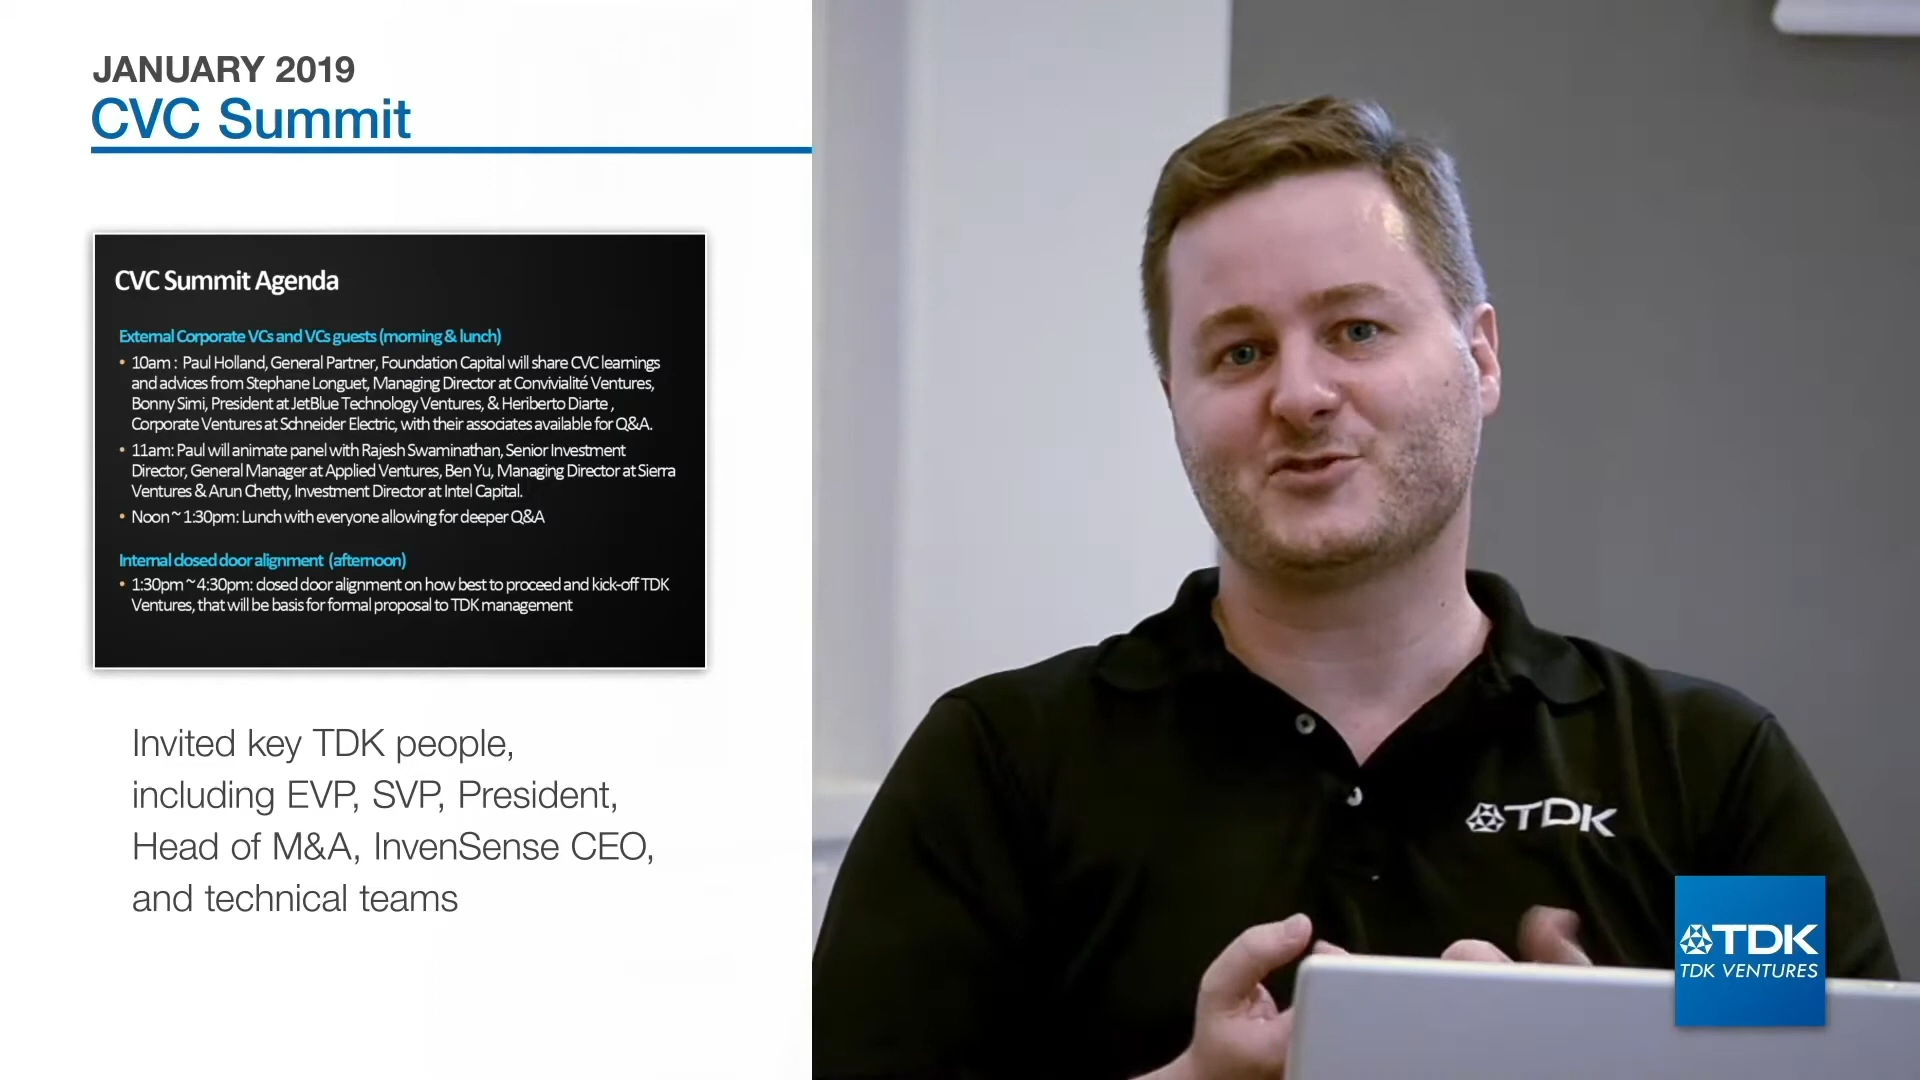 JANUARY 2019
CVC Summit
CVC Summit Agenda
External Corporate VCs and VCs guests (morning & lunch)
• 10am : Paul Holland, General Partner, Foundation Capital will share CVC learnings
and advices from Stephane Longuet, Managing Director at Convivialité Ventures,
Bonny Simi, President at JetBlue Technology Ventures, & Heriberto Diarte ,
Corporate Ventures at Schneider Electric, with their associates available for Q&A.
• 11am: Paul will animate panel with Rajesh Swaminathan, Senior Investment
Director, General Manager at Applied Ventures, Ben Yu, Managing Director at Sierra
Ventures & Arun Chetty, Investment Director at Intel Capital.
• Noon ~ 1:30pm: Lunch with everyone allowing for deeper Q&A
Internal closed door alignment (afternoon)
• 1:30pm ~ 4:30pm: closed door alignment on how best to proceed and kick-off TDK
Ventures, that will be basis for formal proposal to TDK management
Invited key TDK people,
including EVP, SVP, President,
Head of M&A, InvenSense CEO,
and technical teams
TDK
TDK
TDK VENTURES